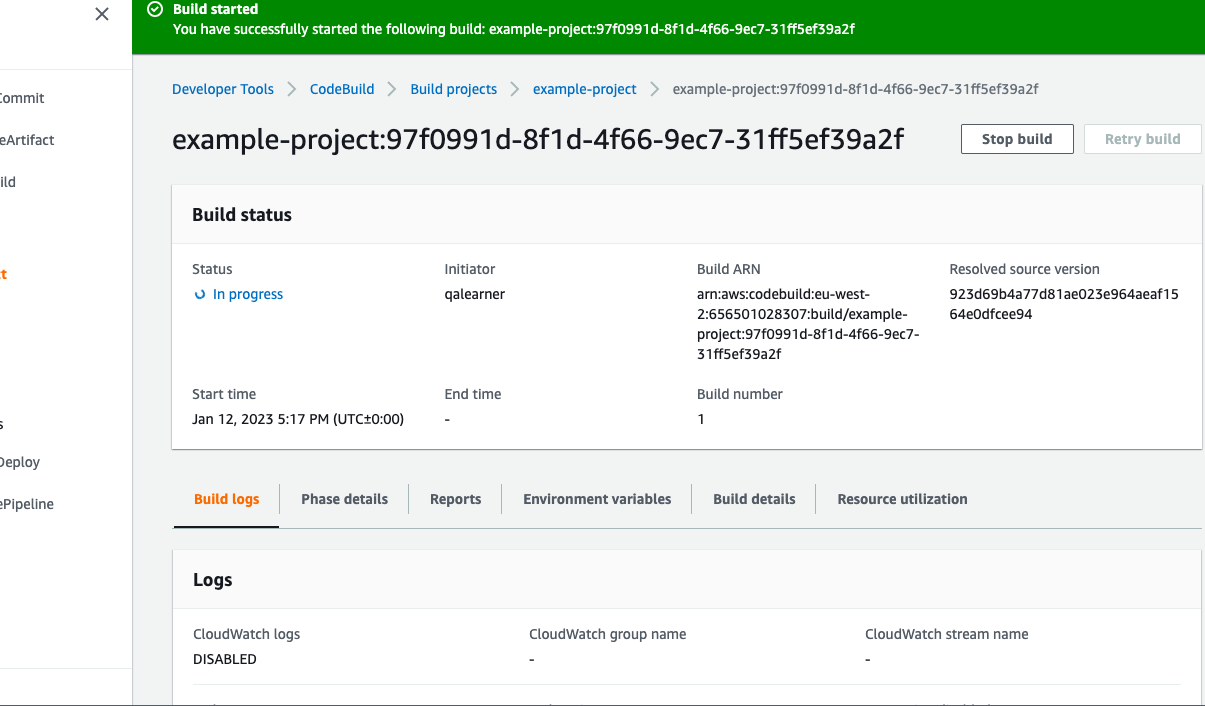 Build started
You have successfully started the following build: example-project:97f0991d-8f1d-4f66-9ec7-31ff5ef39a2f
Commit
eArtifact
ild
t
s
Deploy
ePipeline
Developer Tools > CodeBuild > Build projects > example-project > example-project:97f0991d-8f1d-4f66-9ec7-31ff5ef39a2f
example-project:97f0991d-8f1d-4f66-9ec7-31ff5ef39a2f
Stop build
Retry build
Build status
Status
In progress
Initiator
qalearner
Build ARN
arn:aws:codebuild:eu-west-
2:656501028307:build/example-
project:97f0991d-8f1d-4f66-9ec7-
31ff5ef39a2f
Resolved source version
923d69b4a77d81ae023e964aeaf15
64e0dfcee94
Start time
Jan 12, 2023 5:17 PM (UTC±0:00)
End time
-
Build number
1
Build logs
Phase details
Reports
Environment variables
Build details
Resource utilization
Logs
CloudWatch logs
DISABLED
CloudWatch group name
-
CloudWatch stream name
-